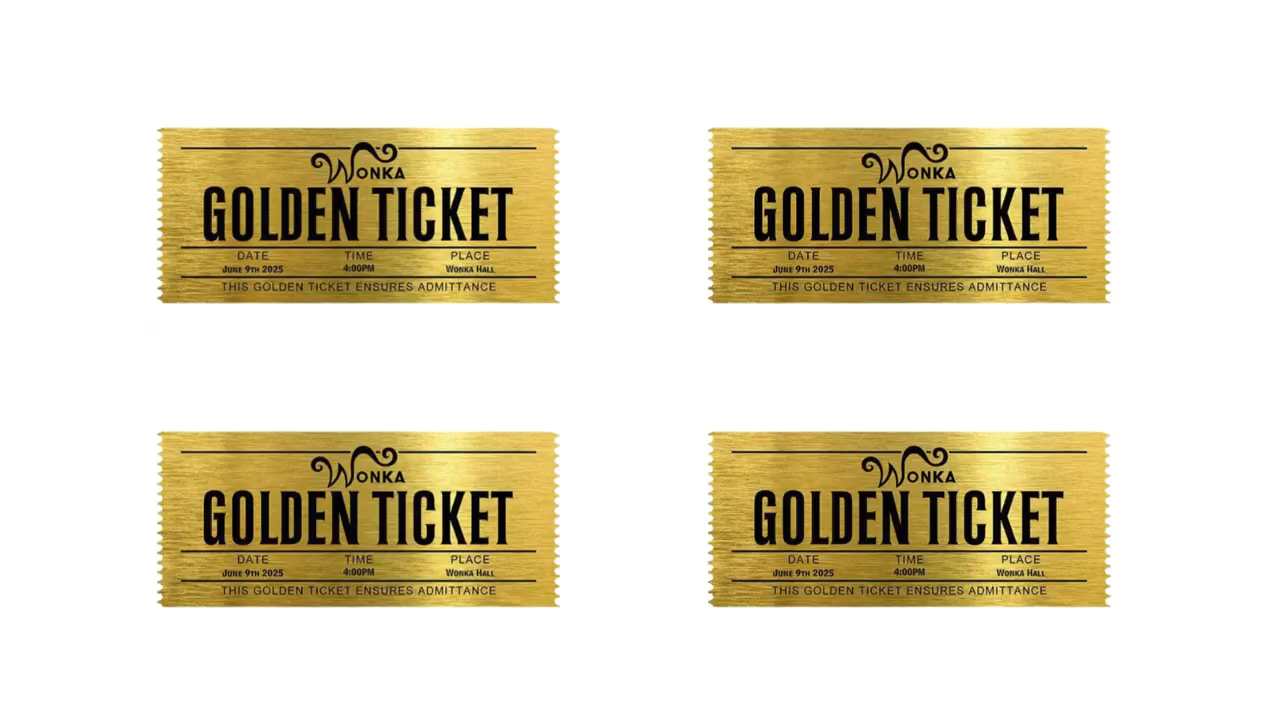 Wonka
GOLDEN TICKET
DATE TIME PLACE
June 9th 2025 4:00PM Wonka Hall
THIS GOLDEN TICKET ENSURES ADMITTANCE
Wonka
GOLDEN TICKET
DATE TIME PLACE
June 9th 2025 4:00PM Wonka Hall
THIS GOLDEN TICKET ENSURES ADMITTANCE
Wonka
GOLDEN TICKET
DATE TIME PLACE
June 9th 2025 4:00PM Wonka Hall
THIS GOLDEN TICKET ENSURES ADMITTANCE
Wonka
GOLDEN TICKET
DATE TIME PLACE
June 9th 2025 4:00PM Wonka Hall
THIS GOLDEN TICKET ENSURES ADMITTANCE